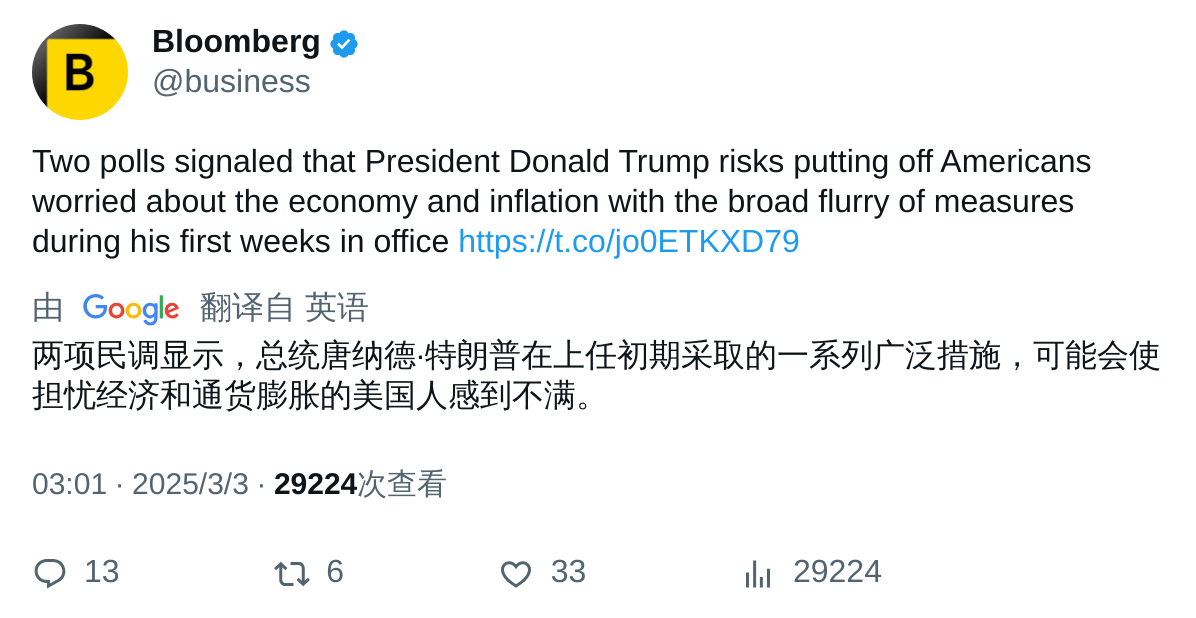 B
Bloomberg
@business
Two polls signaled that President Donald Trump risks putting off Americans
worried about the economy and inflation with the broad flurry of measures
during his first weeks in office https://t.co/jo0ETKXD79
由 Google 翻译自 英语
两项民调显示，总统唐纳德·特朗普在上任初期采取的一系列广泛措施，可能会使
担忧经济和通货膨胀的美国人感到不满。
03:01 · 2025/3/3 · 29224次查看
13 6 33 29224